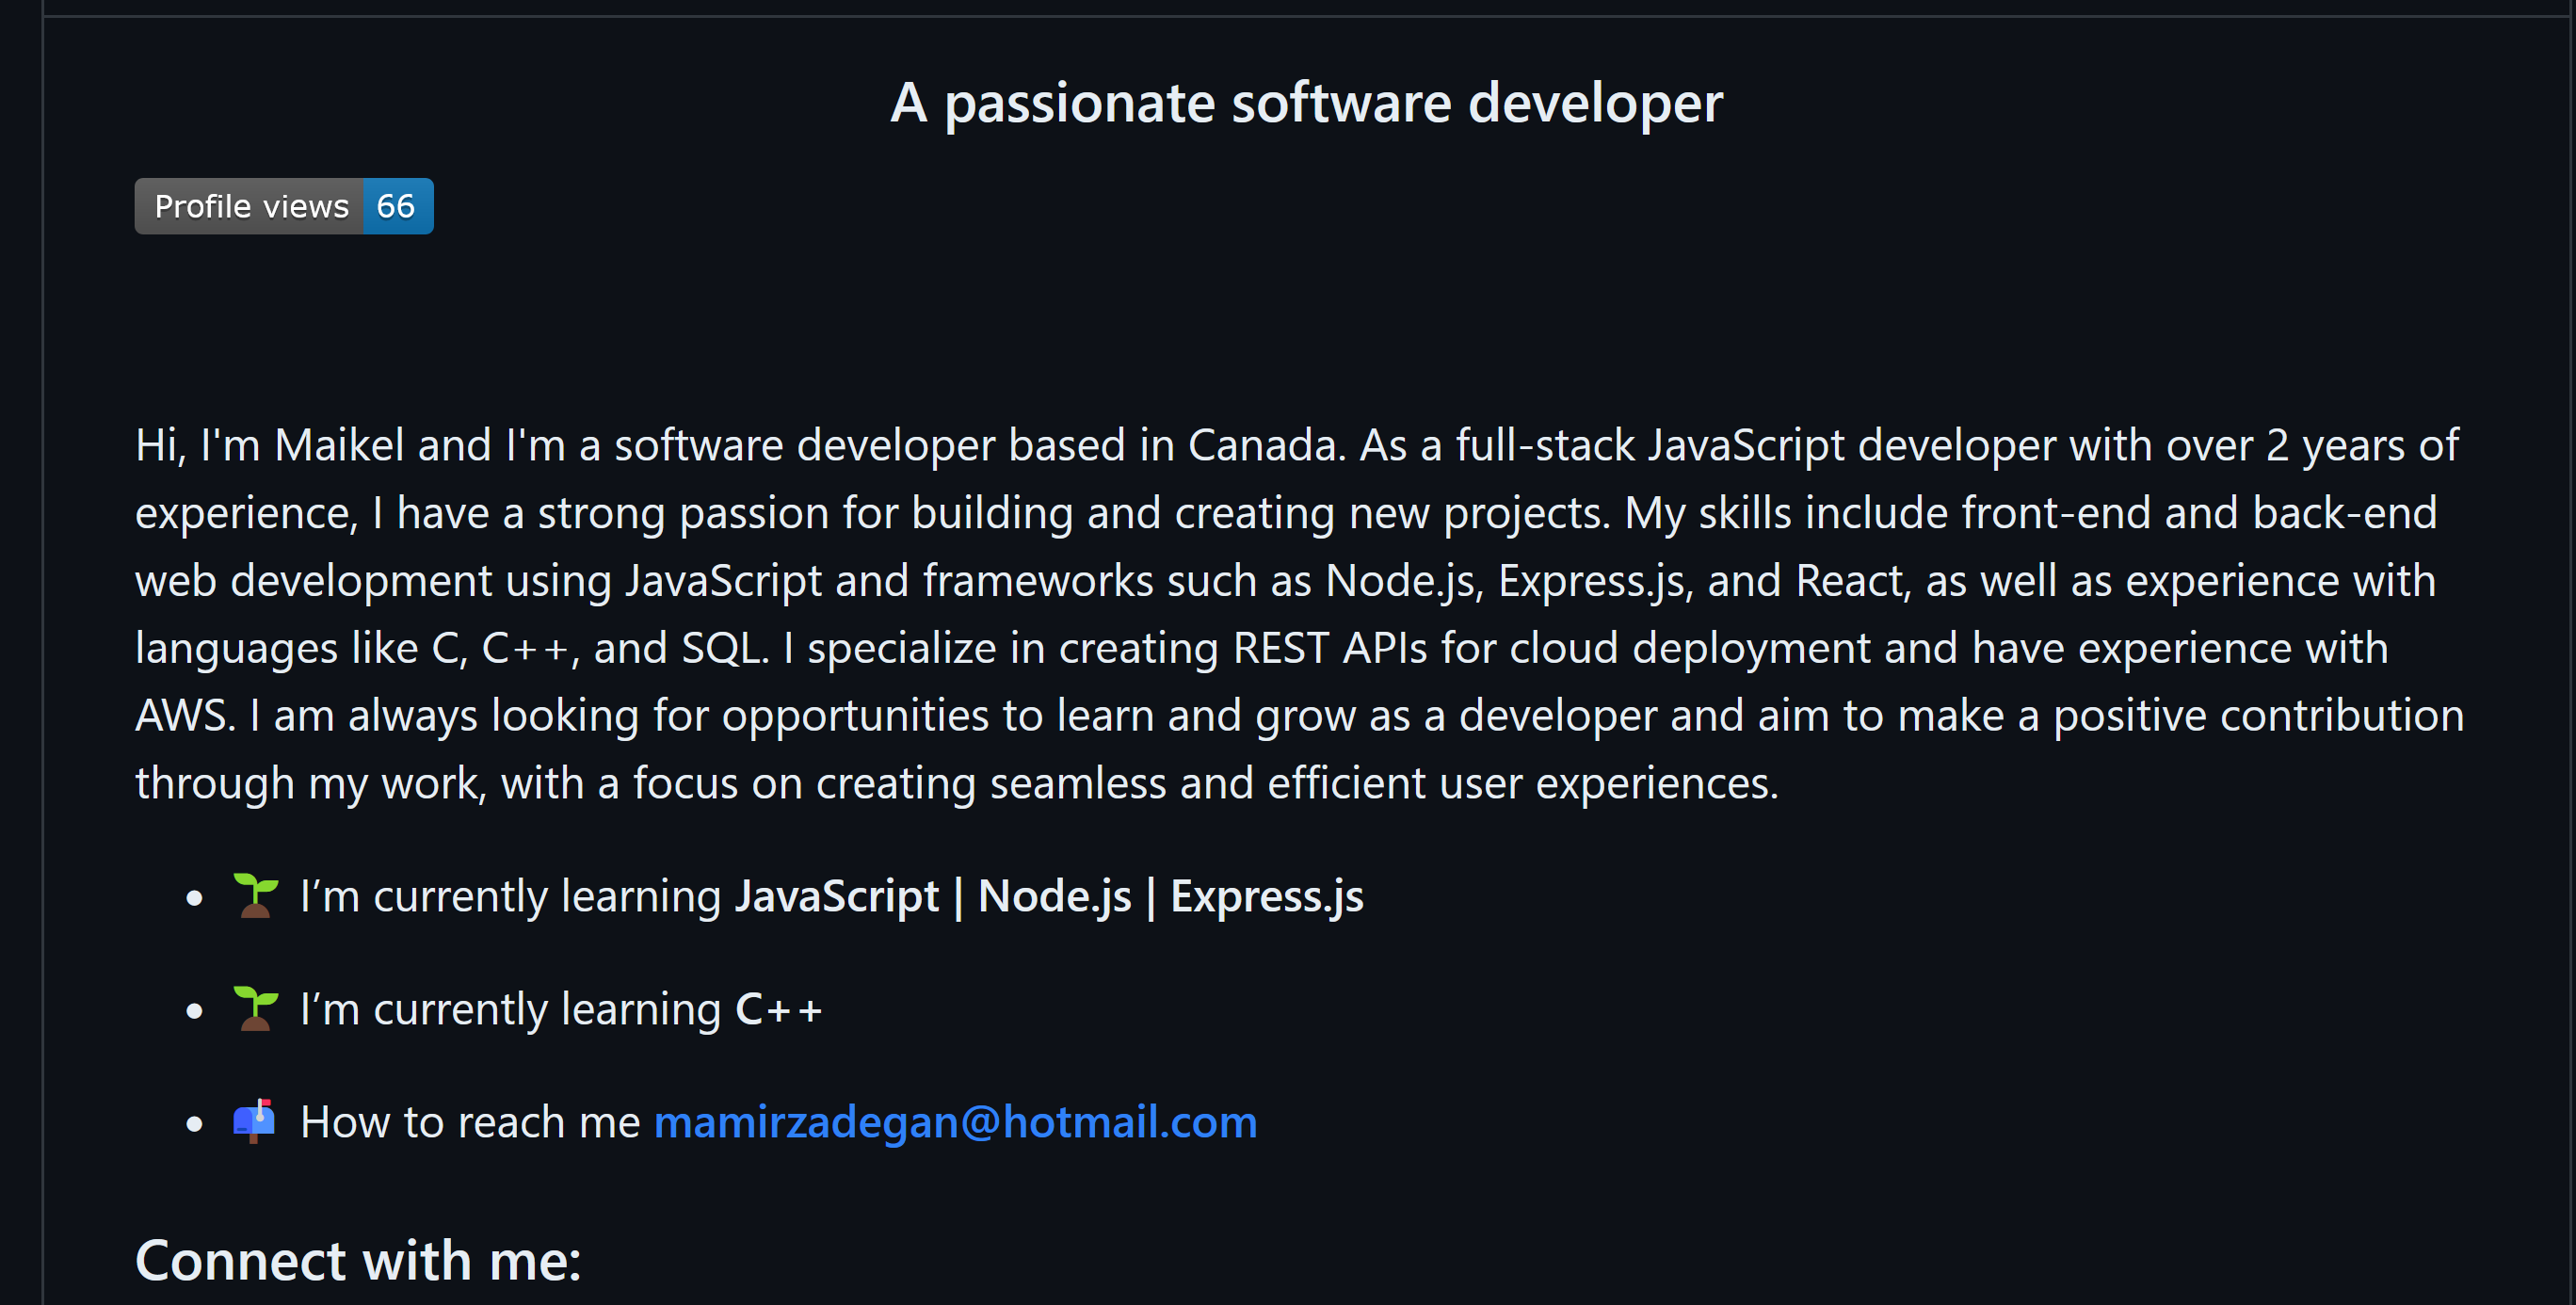 A passionate software developer
Profile views 66
Hi, I'm Maikel and I'm a software developer based in Canada. As a full-stack JavaScript developer with over 2 years of
experience, I have a strong passion for building and creating new projects. My skills include front-end and back-end
web development using JavaScript and frameworks such as Node.js, Express.js, and React, as well as experience with
languages like C, C++, and SQL. I specialize in creating REST APIs for cloud deployment and have experience with
AWS. I am always looking for opportunities to learn and grow as a developer and aim to make a positive contribution
through my work, with a focus on creating seamless and efficient user experiences.
• 🌱 I’m currently learning JavaScript | Node.js | Express.js
• 🌱 I’m currently learning C++
• 📫 How to reach me mamirzadegan@hotmail.com
Connect with me: